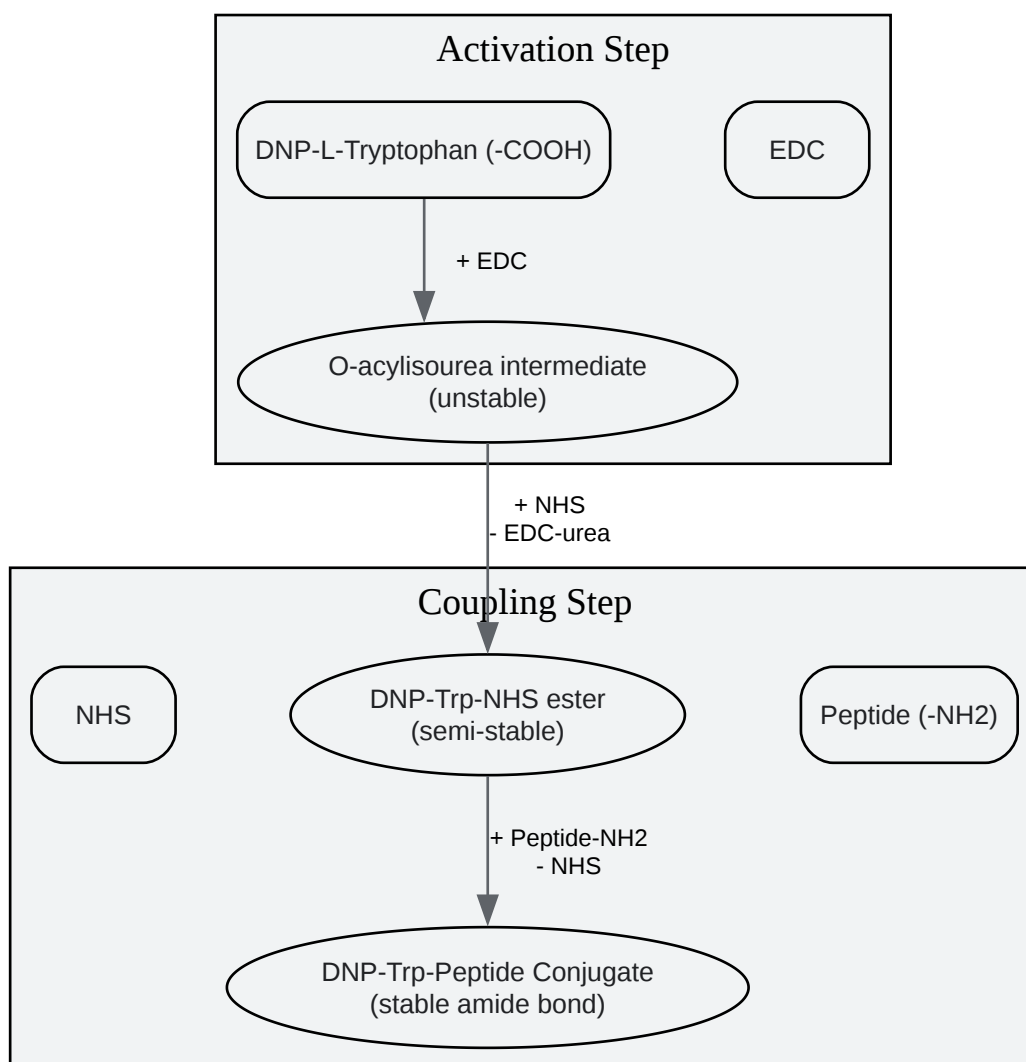 Activation Step
DNP-L-Tryptophan (-COOH)
EDC
+ EDC
O-acylisourea intermediate
(unstable)
+ NHS
- EDC-urea
Coupling Step
NHS
DNP-Trp-NHS ester
(semi-stable)
Peptide (-NH2)
+ Peptide-NH2
- NHS
DNP-Trp-Peptide Conjugate
(stable amide bond)